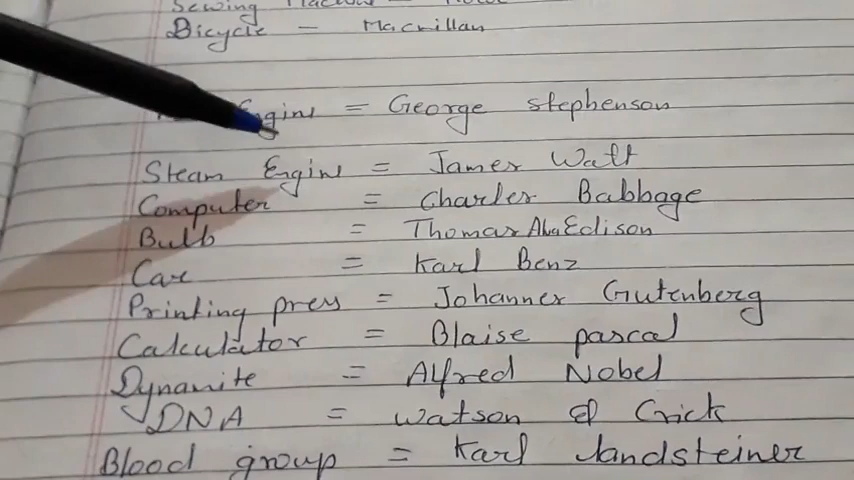 Sewing
Bicycle - Macmillan
Engine = George Stephenson
Steam Engine = James Watt
Computer = Charles Babbage
Bulb = Thomas Alva Edison
Car = Karl Benz
Printing press = Johannes Gutenberg
Calculator = Blaise pascal
Dynamite = Alfred Nobel
DNA = Watson & Crick
Blood group = Karl landsteiner